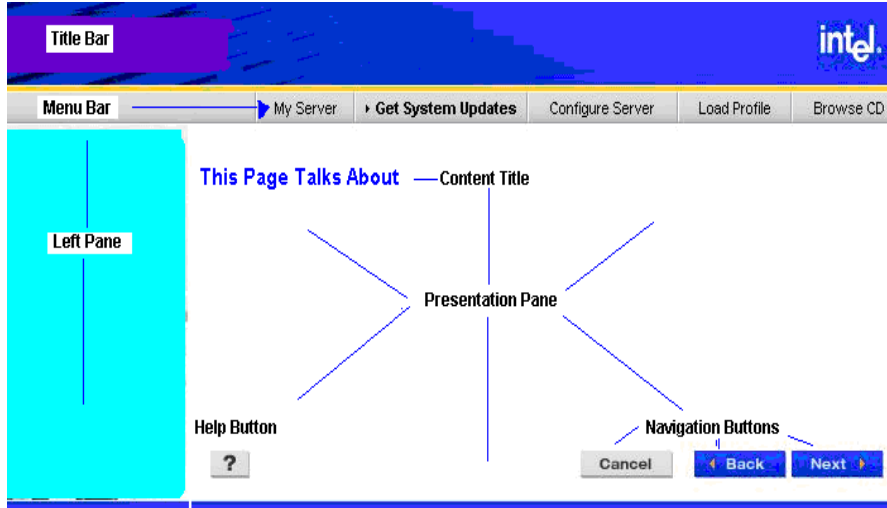 Title Bar
intel.
Menu Bar
My Server
Get System Updates
Configure Server
Load Profile
Browse CD
This Page Talks About
Content Title
Left Pane
Presentation Pane
Help Button
Navigation Buttons
?
Cancel
Back
Next